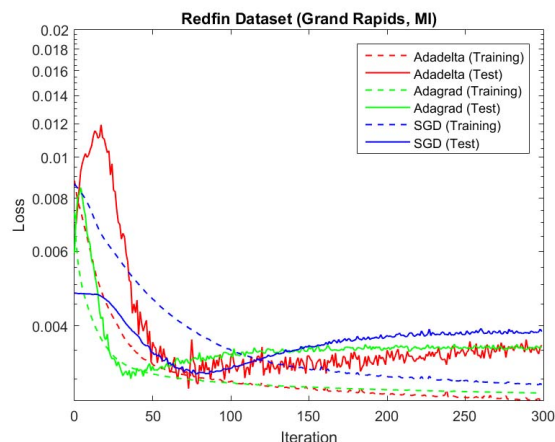 Redfin Dataset (Grand Rapids, MI)
0.02
0.018
0.016
0.014
0.012
0.01
0.008
0.006
0.004
Loss
Adadelta (Training)
Adadelta (Test)
Adagrad (Training)
Adagrad (Test)
SGD (Training)
SGD (Test)
0 50 100 150 200 250 300
Iteration